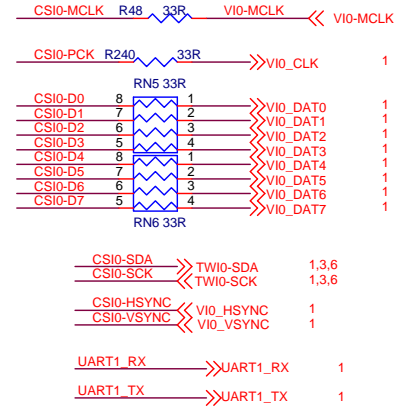 CSI0-MCLK R48 33R VI0-MCLK VI0-MCLK
CSI0-PCK R240 33R VI0_CLK 1
RN5 33R
CSI0-D0 8 1 VI0_DAT0 1
CSI0-D1 7 2 VI0_DAT1 1
CSI0-D2 6 3 VI0_DAT2 1
CSI0-D3 5 4 VI0_DAT3 1
CSI0-D4 8 1 VI0_DAT4 1
CSI0-D5 7 2 VI0_DAT5 1
CSI0-D6 6 3 VI0_DAT6 1
CSI0-D7 5 4 VI0_DAT7 1
RN6 33R
CSI0-SDA TWI0-SDA 1,3,6
CSI0-SCK TWI0-SCK 1,3,6
CSI0-HSYNC VI0_HSYNC 1
CSI0-VSYNC VI0_VSYNC 1
UART1_RX UART1_RX 1
UART1_TX UART1_TX 1